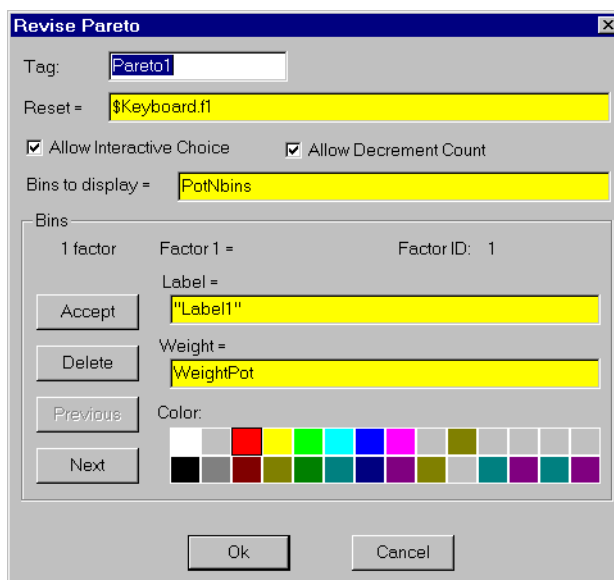 Revise Pareto
Tag: Pareto1
Reset = $Keyboard.f1
Allow Interactive Choice Allow Decrement Count
Bins to display = PotNbins
Bins
1 factor Factor 1 = Factor ID: 1
Label =
Accept "Label1"
Weight =
Delete WeightPot
Previous Color:
Next
Ok Cancel